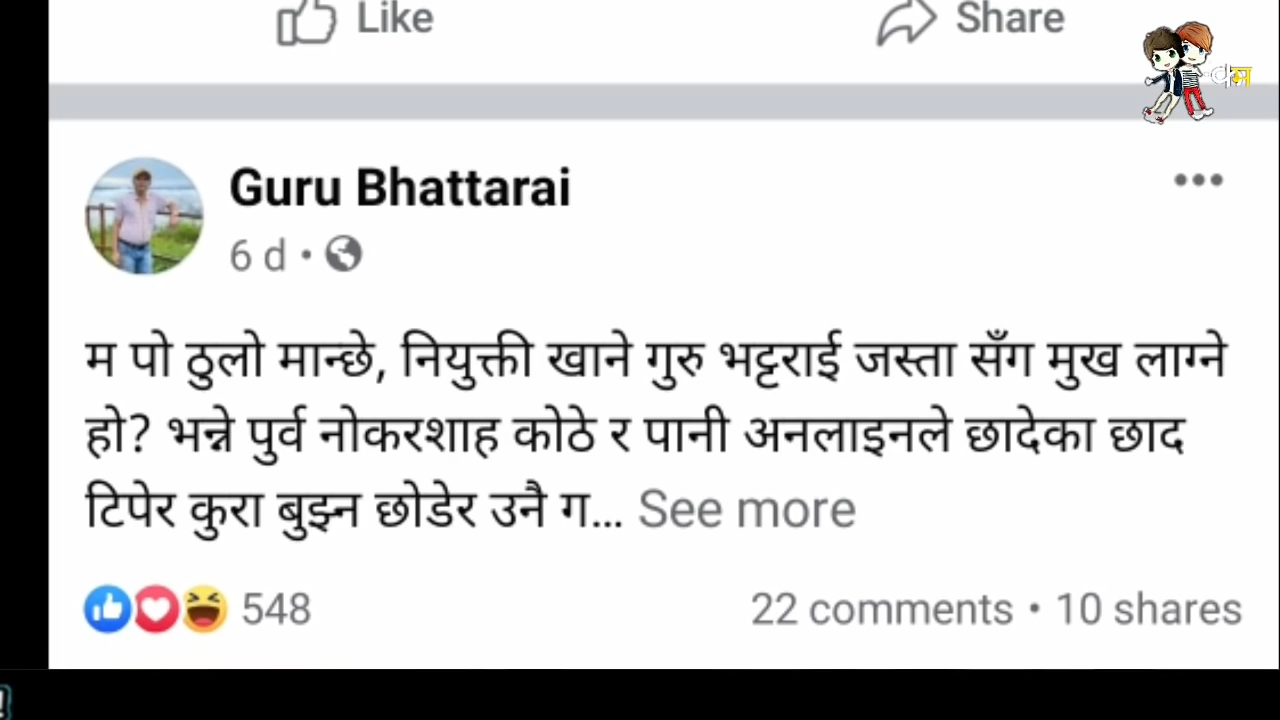 Like Share
Guru Bhattarai
6 d •
म पो ठुलो मान्छे, नियुक्ती खाने गुरु भट्टराई जस्ता सँग मुख लाग्ने
हो? भन्ने पुर्व नोकरशाह कोठे र पानी अनलाइनले छादेका छाद
टिपेर कुरा बुझ्न छोडेर उनै ग... See more
548 22 comments • 10 shares